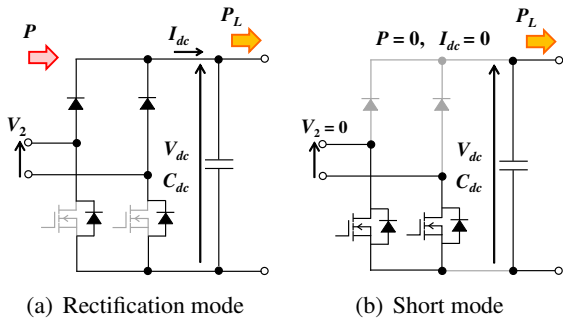 P
I_dc
P_L
V_2
V_dc
C_dc
(a) Rectification mode
P = 0, I_dc = 0
P_L
V_2 = 0
V_dc
C_dc
(b) Short mode